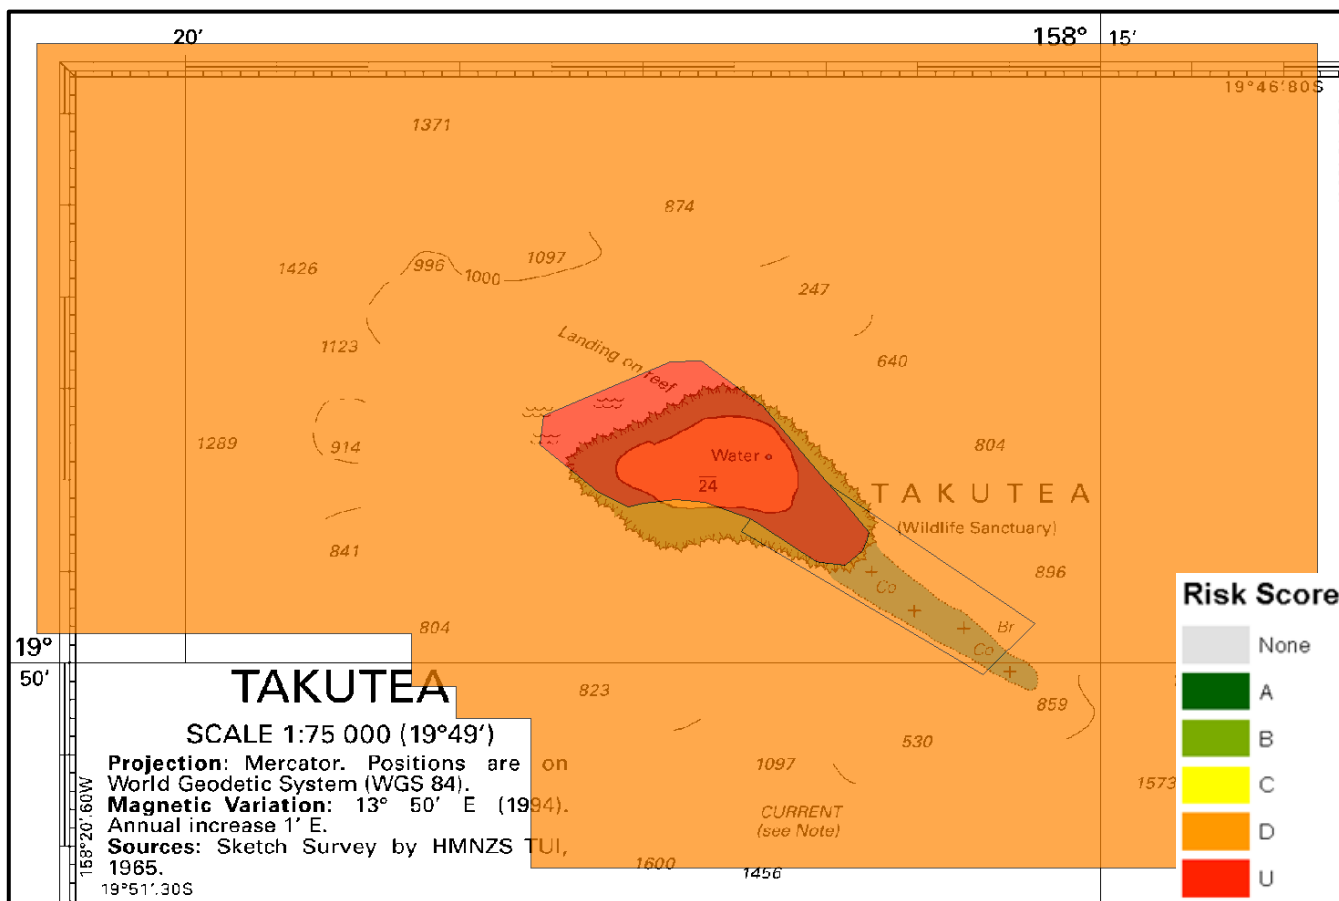 20′ 158° 15′
19°46′.80S
1371
874
1426 996 1000 1097
247
Landing on reef
1123
640
1289 914
Water
24
804
TAKUTEA
(Wildlife Sanctuary)
841
896
Co
804
Br
Co
19°
50′
823
859
TAKUTEA
SCALE 1:75 000 (19°49′)
530
Projection: Mercator. Positions are on
World Geodetic System (WGS 84).
Magnetic Variation: 13° 50′ E (1994).
Annual increase 1′ E.
Sources: Sketch Survey by HMNZS TUI,
1965.
158°20′.60W
19°51′.30S
1097
1573
CURRENT
(see Note)
1600
1456
Risk Score
None
A
B
C
D
U